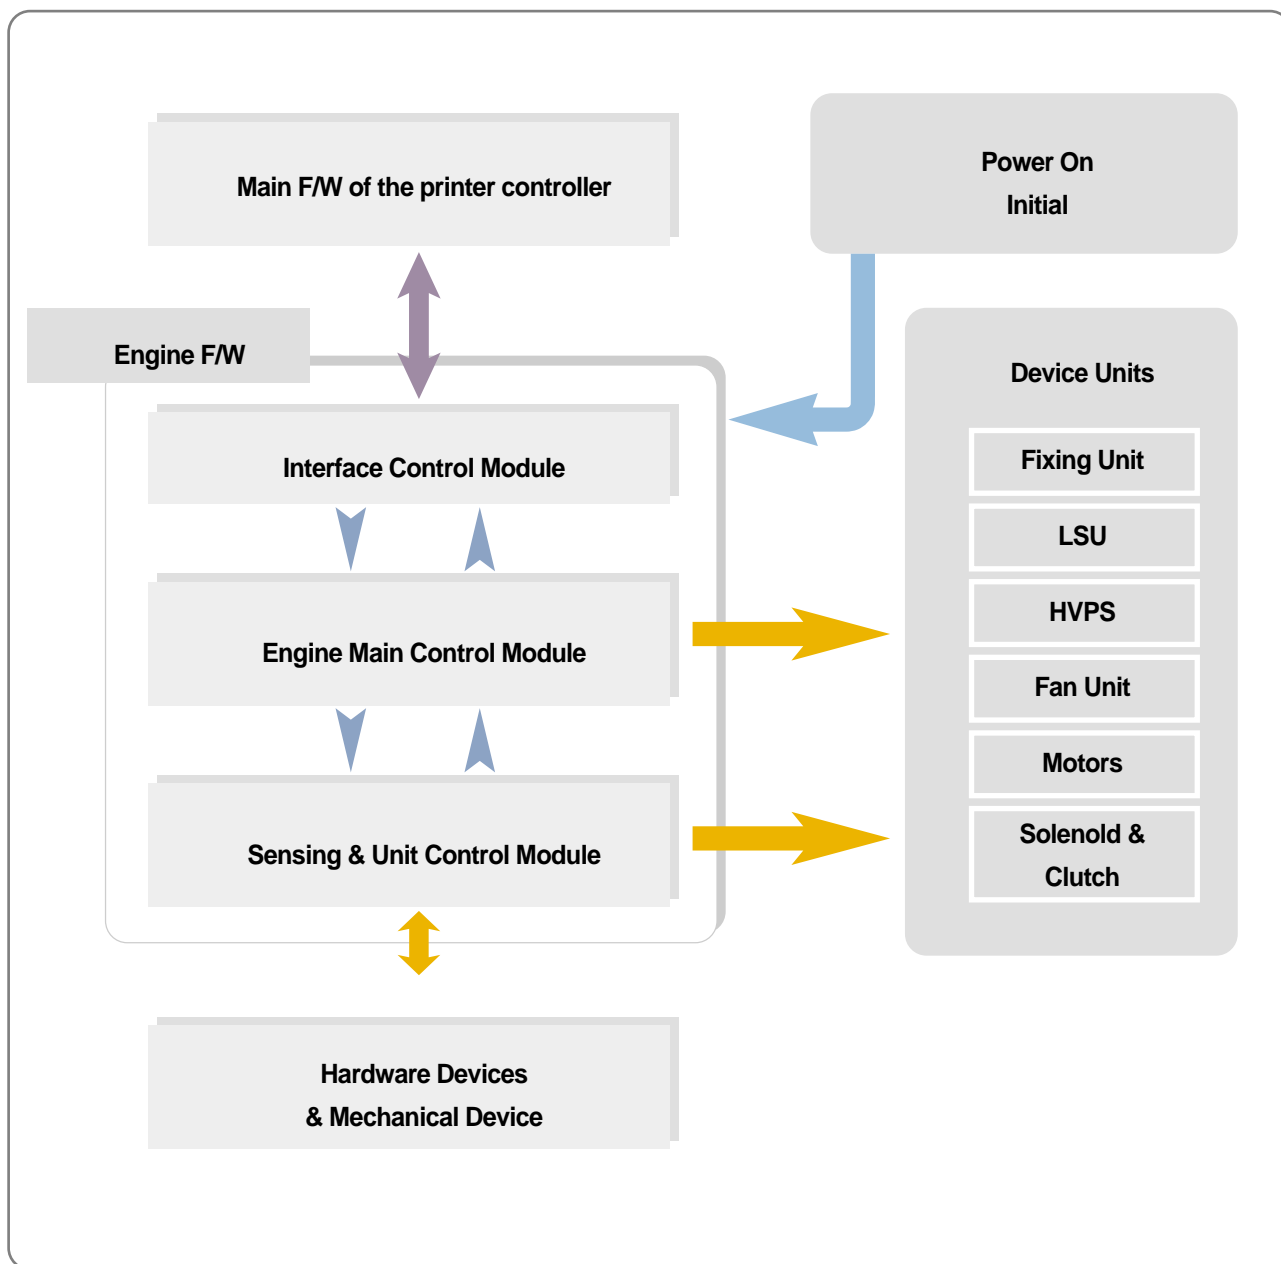 Main F/W of the printer controller
Power On
Initial
Engine F/W
Interface Control Module
Engine Main Control Module
Sensing & Unit Control Module
Hardware Devices
& Mechanical Device
Device Units
Fixing Unit
LSU
HVPS
Fan Unit
Motors
Solenold &
Clutch